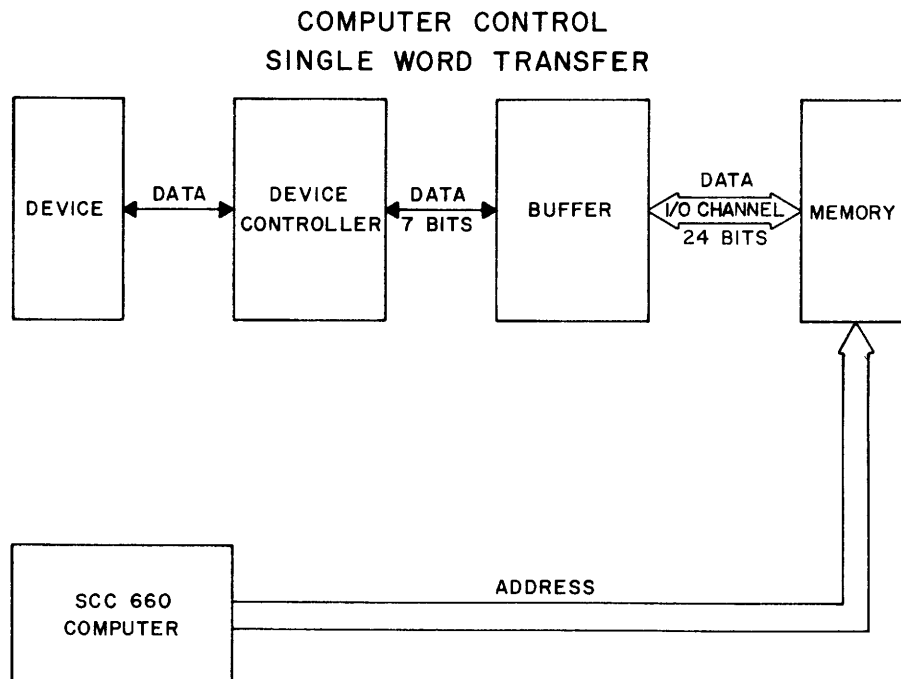 COMPUTER CONTROL
SINGLE WORD TRANSFER
DEVICE
DATA
DEVICE
CONTROLLER
DATA
7 BITS
BUFFER
DATA
I/O CHANNEL
24 BITS
MEMORY
SCC 660
COMPUTER
ADDRESS